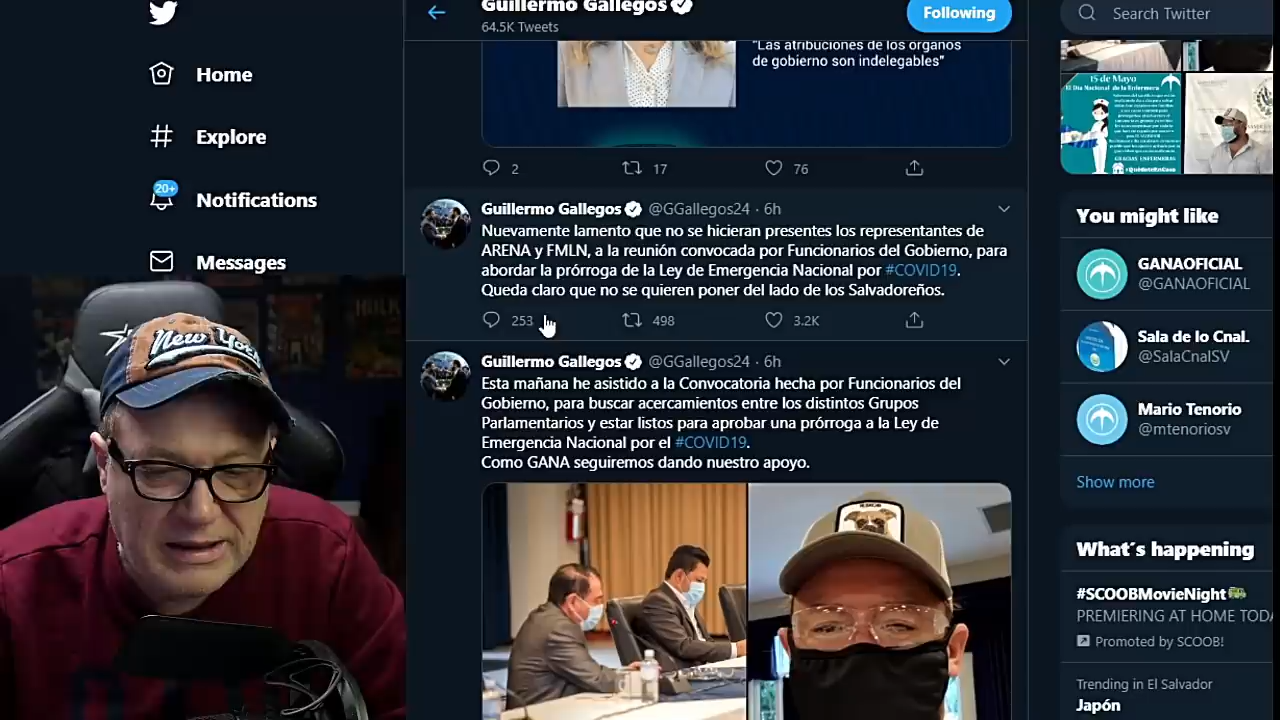 Guillermo Gallegos
64.5K Tweets
Following
Search Twitter
Home
Explore
20+
Notifications
Messages
"Las atribuciones de los órganos
de gobierno son indelegables"
2 17 76
Guillermo Gallegos @GGallegos24 · 6h
Nuevamente lamento que no se hicieran presentes los representantes de
ARENA y FMLN, a la reunión convocada por Funcionarios del Gobierno, para
abordar la prórroga de la Ley de Emergencia Nacional por #COVID19.
Queda claro que no se quieren poner del lado de los Salvadoreños.
253 498 3.2K
Guillermo Gallegos @GGallegos24 · 6h
Esta mañana he asistido a la Convocatoria hecha por Funcionarios del
Gobierno, para buscar acercamientos entre los distintos Grupos
Parlamentarios y estar listos para aprobar una prórroga a la Ley de
Emergencia Nacional por el #COVID19.
Como GANA seguiremos dando nuestro apoyo.
New York
15 de Mayo
El Día Nacional de la Enfermera
GRACIAS ENFERMERAS
#QuédateEnCasa
You might like
GANAOFICIAL
@GANAOFICIAL
Sala de lo Cnal.
@SalaCnalSV
Mario Tenorio
@mtenoriosv
Show more
What´s happening
#SCOOBMovieNight
PREMIERING AT HOME TODA
Promoted by SCOOB!
Trending in El Salvador
Japón